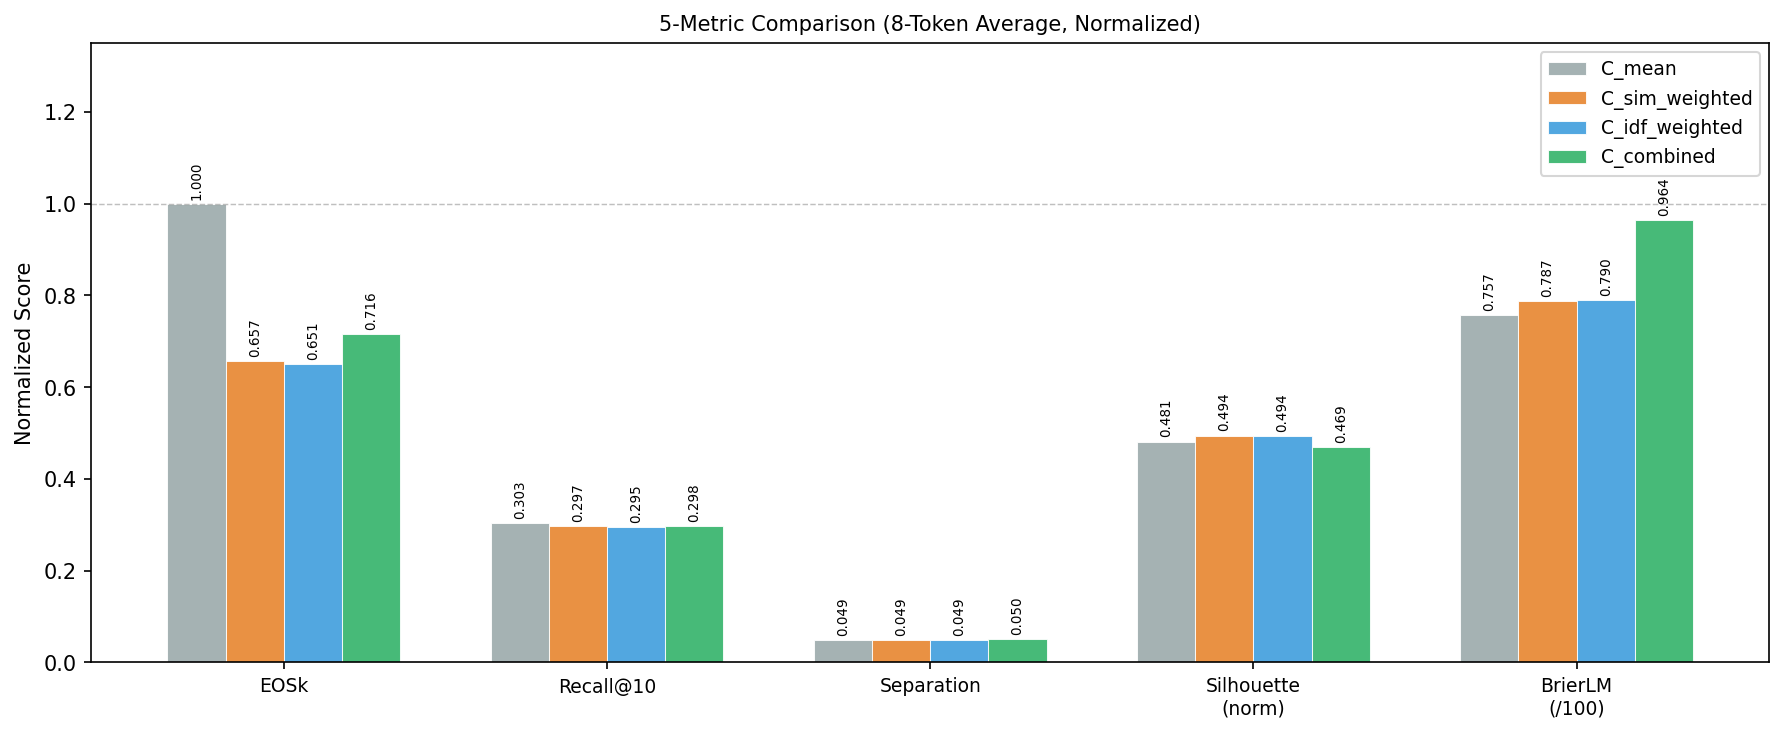 5-Metric Comparison (8-Token Average, Normalized)
C_mean
C_sim_weighted
C_idf_weighted
C_combined
Normalized Score
1.2
1.0
0.8
0.6
0.4
0.2
0.0
1.000
0.657
0.651
0.716
0.303
0.297
0.295
0.298
0.049
0.049
0.049
0.050
0.481
0.494
0.494
0.469
0.757
0.787
0.790
0.964
EOSk
Recall@10
Separation
Silhouette
(norm)
BrierLM
(/100)